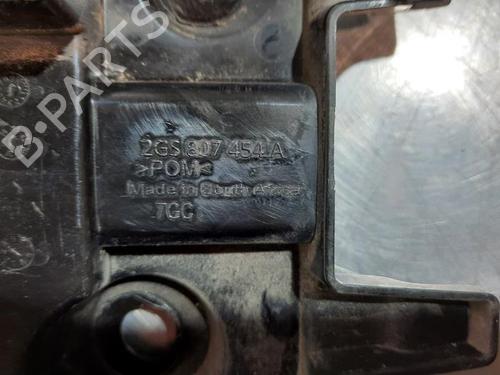 B-PARTS
2GS 807 454 A
>POM<
Made in South Africa
7GC